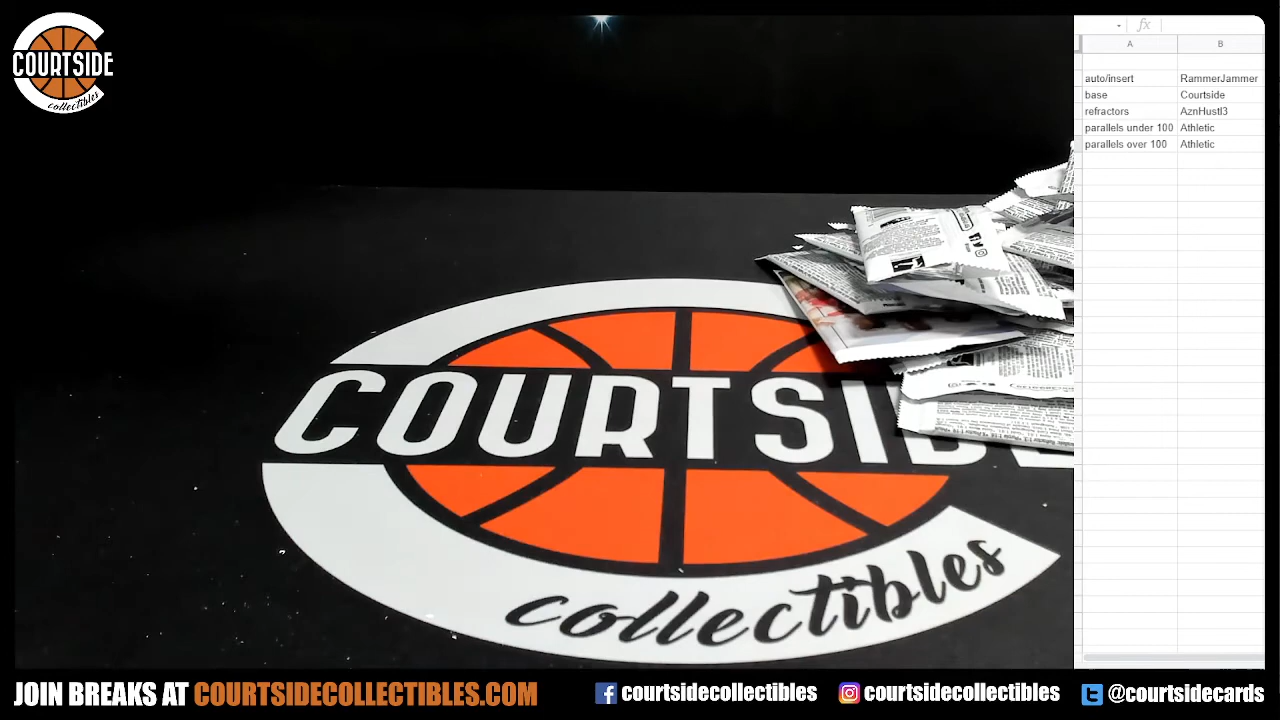 COURTSIDE
collectibles
fx
A B
auto/insert RammerJammer
base Courtside
refractors AznHustl3
parallels under 100 Athletic
parallels over 100 Athletic
COURTSIDE
collectibles
JOIN BREAKS AT COURTSIDECOLLECTIBLES.COM
courtsidecollectibles
courtsidecollectibles
@courtsidecards